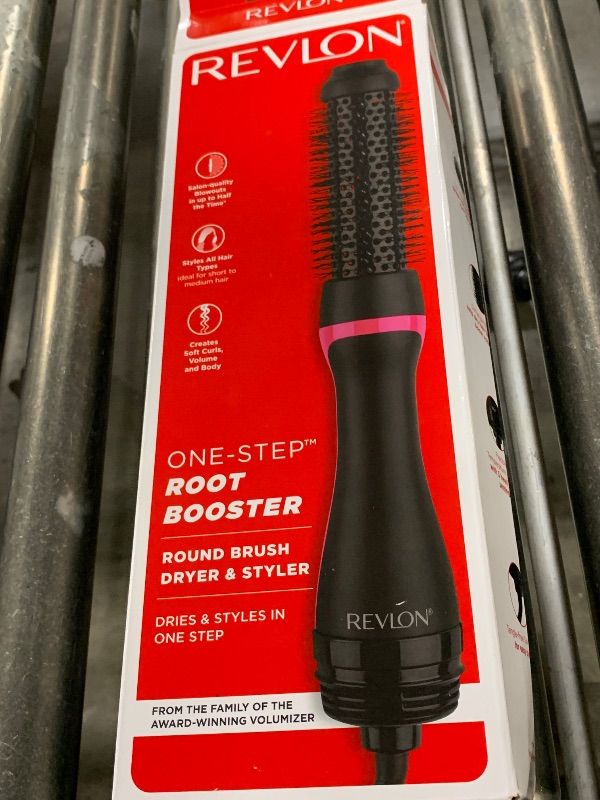 REVLON
REVLON
Salon-quality
Blowouts
in up to Half
the Time*
Styles All Hair
Types
Ideal for short to
medium hair
Creates
Soft Curls,
Volume
and Body
ONE-STEP™
ROOT
BOOSTER
ROUND BRUSH
DRYER & STYLER
DRIES & STYLES IN
ONE STEP
REVLON®
FROM THE FAMILY OF THE
AWARD-WINNING VOLUMIZER